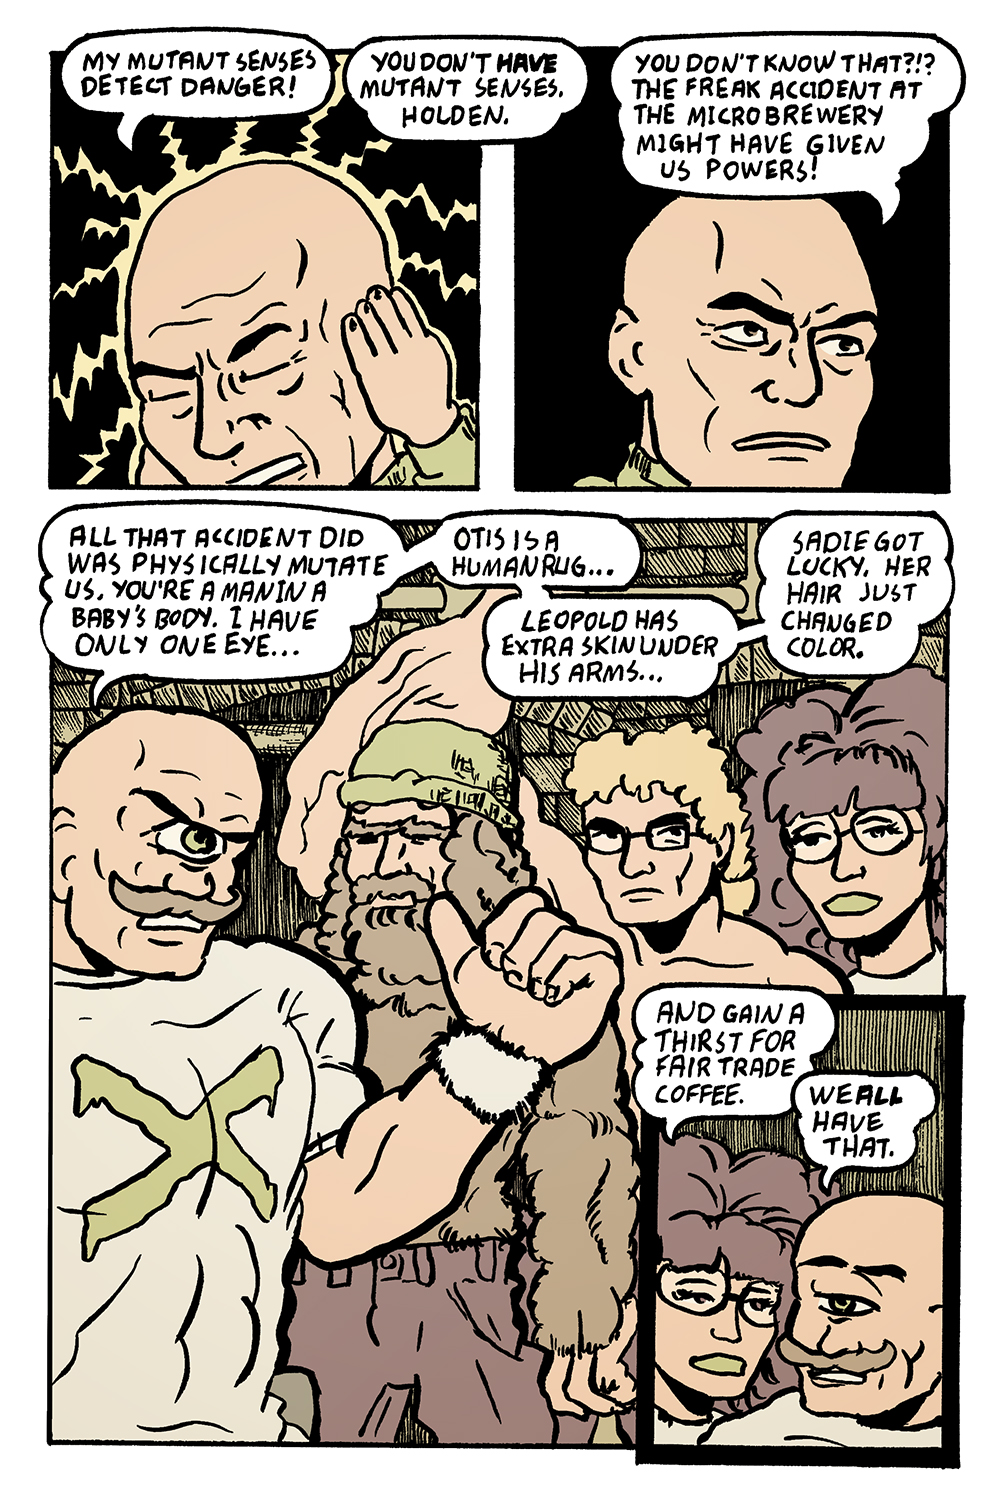 MY MUTANT SENSES
DETECT DANGER!
YOU DON'T HAVE
MUTANT SENSES,
HOLDEN.
YOU DON'T KNOW THAT?!?
THE FREAK ACCIDENT AT
THE MICROBREWERY
MIGHT HAVE GIVEN
US POWERS!
ALL THAT ACCIDENT DID
WAS PHYSICALLY MUTATE
US. YOU'RE A MAN IN A
BABY'S BODY. I HAVE
ONLY ONE EYE...
OTIS IS A
HUMAN RUG...
LEOPOLD HAS
EXTRA SKIN UNDER
HIS ARMS...
SADIE GOT
LUCKY. HER
HAIR JUST
CHANGED
COLOR.
AND GAIN A
THIRST FOR
FAIR TRADE
COFFEE.
WE ALL
HAVE
THAT.